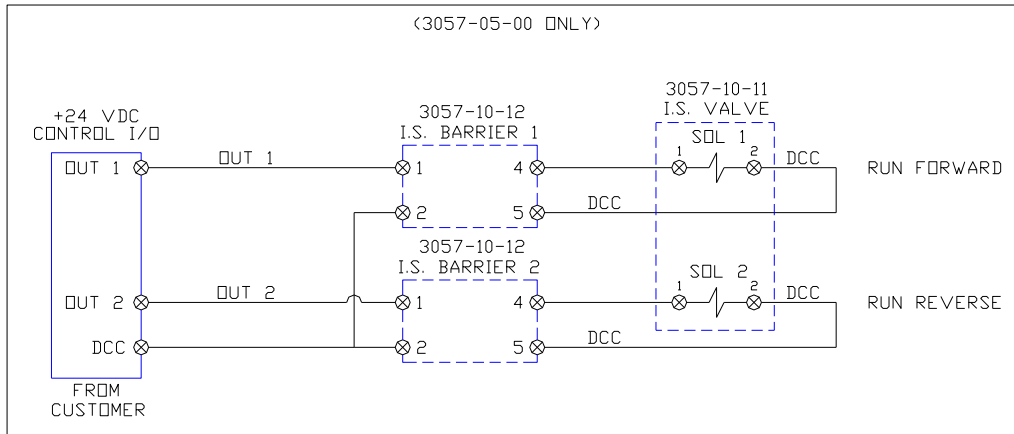 (3057-05-00 ONLY)
+24 VDC
CONTROL I/O
3057-10-12
I.S. BARRIER 1
3057-10-11
I.S. VALVE
SOL 1
OUT 1
OUT 1
1
4
1
2
DCC
RUN FORWARD
2
5
DCC
3057-10-12
I.S. BARRIER 2
SOL 2
OUT 2
OUT 2
1
4
1
2
DCC
RUN REVERSE
DCC
2
5
DCC
FROM
CUSTOMER